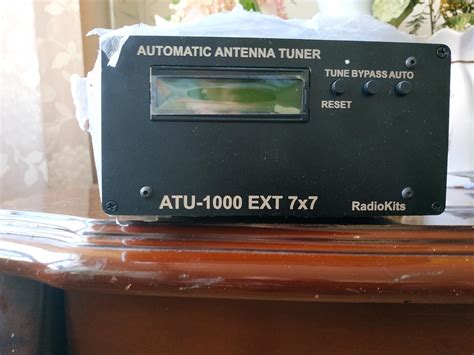 AUTOMATIC ANTENNA TUNER
TUNE BYPASS AUTO
RESET
ATU-1000 EXT 7x7
RadioKits